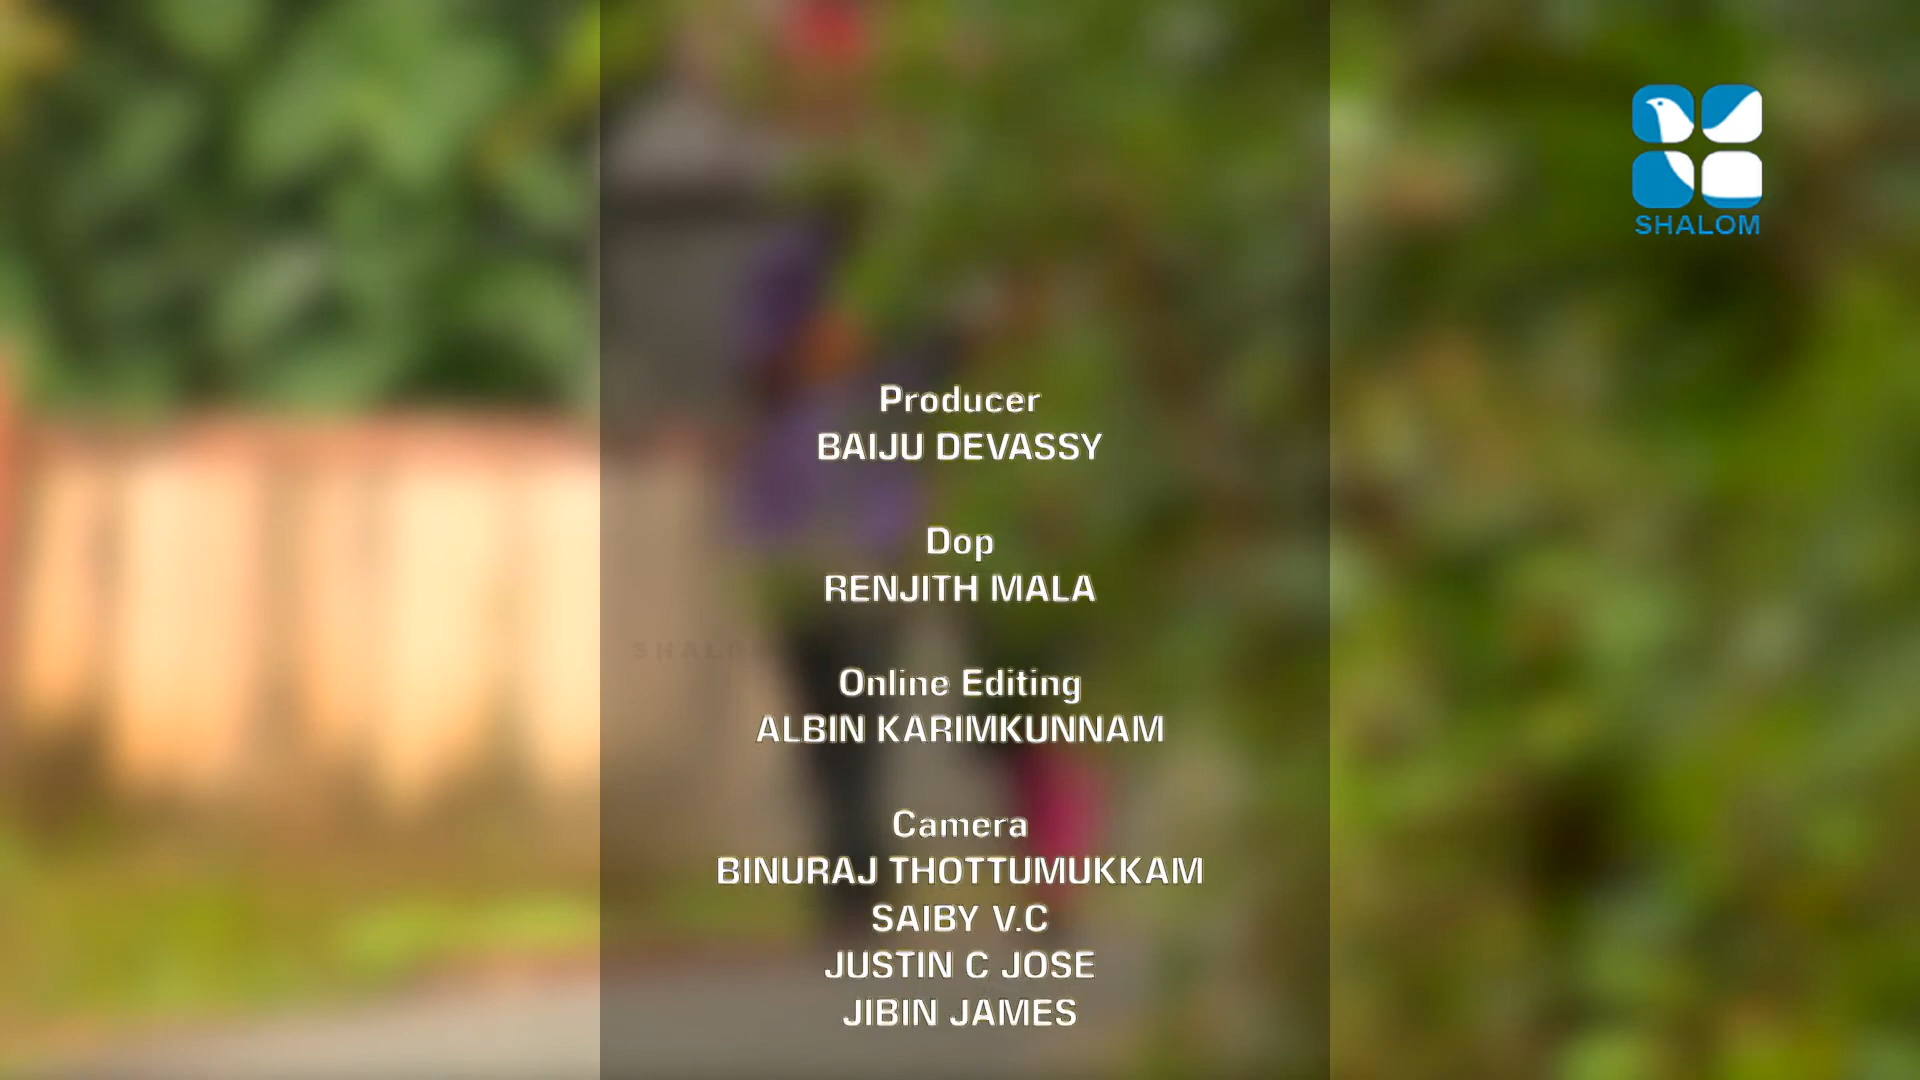 SHALOM
Producer
BAIJU DEVASSY
Dop
RENJITH MALA
Online Editing
ALBIN KARIMKUNNAM
Camera
BINURAJ THOTTUMUKKAM
SAIBY V.C
JUSTIN C JOSE
JIBIN JAMES